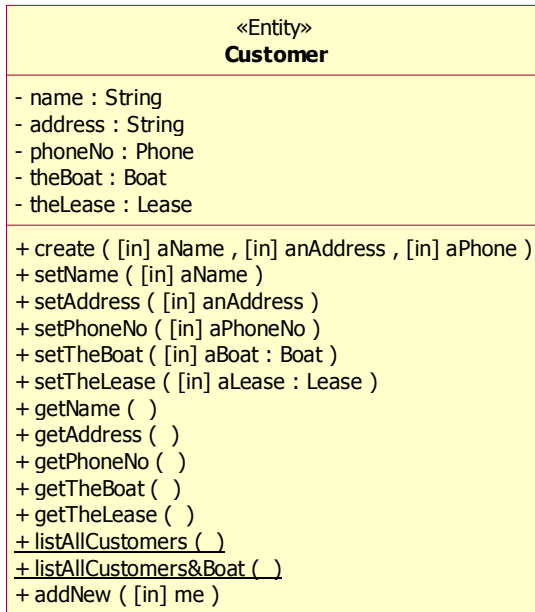 «Entity»
Customer
- name : String
- address : String
- phoneNo : Phone
- theBoat : Boat
- theLease : Lease
+ create ( [in] aName , [in] anAddress , [in] aPhone )
+ setName ( [in] aName )
+ setAddress ( [in] anAddress )
+ setPhoneNo ( [in] aPhoneNo )
+ setTheBoat ( [in] aBoat : Boat )
+ setTheLease ( [in] aLease : Lease )
+ getName ( )
+ getAddress ( )
+ getPhoneNo ( )
+ getTheBoat ( )
+ getTheLease ( )
+ listAllCustomers ( )
+ listAllCustomers&Boat ( )
+ addNew ( [in] me )